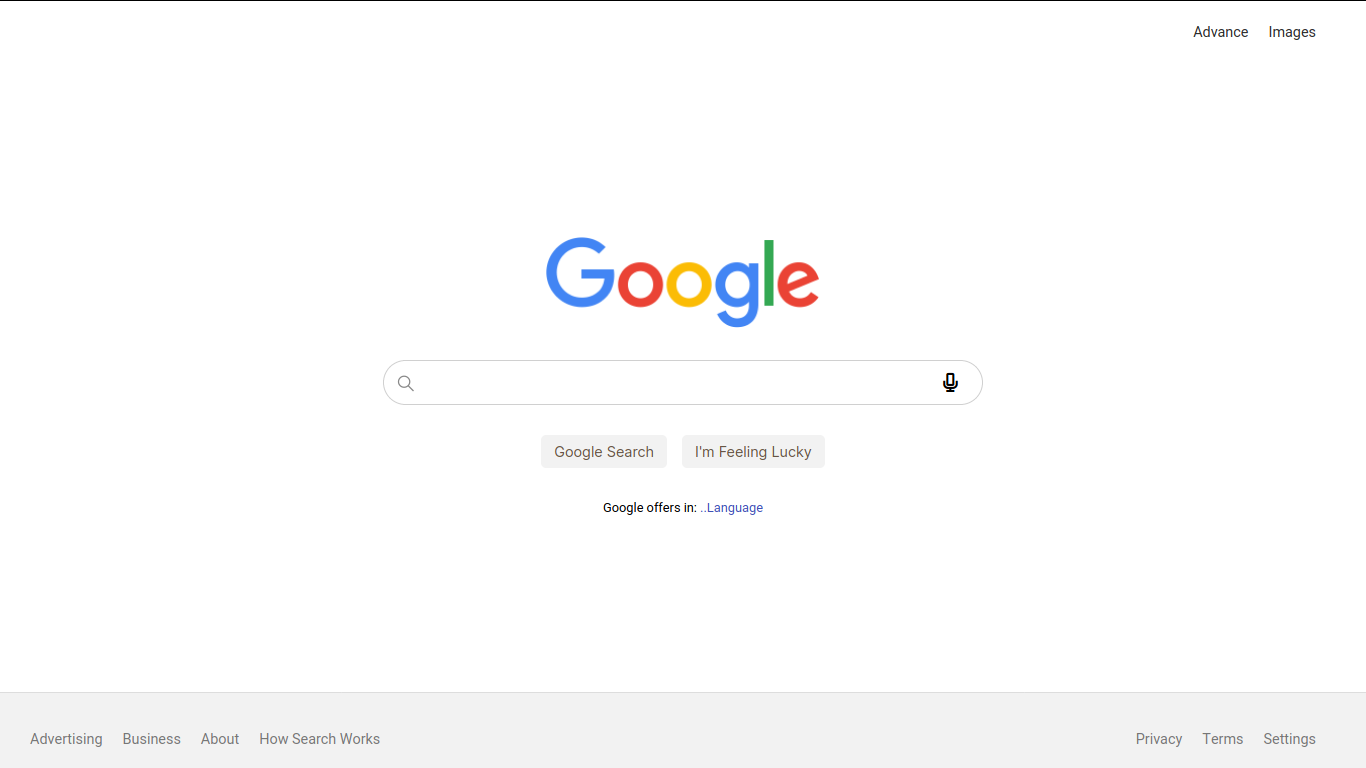 Advance Images
Google
Google Search I'm Feeling Lucky
Google offers in: ..Language
Advertising Business About How Search Works Privacy Terms Settings